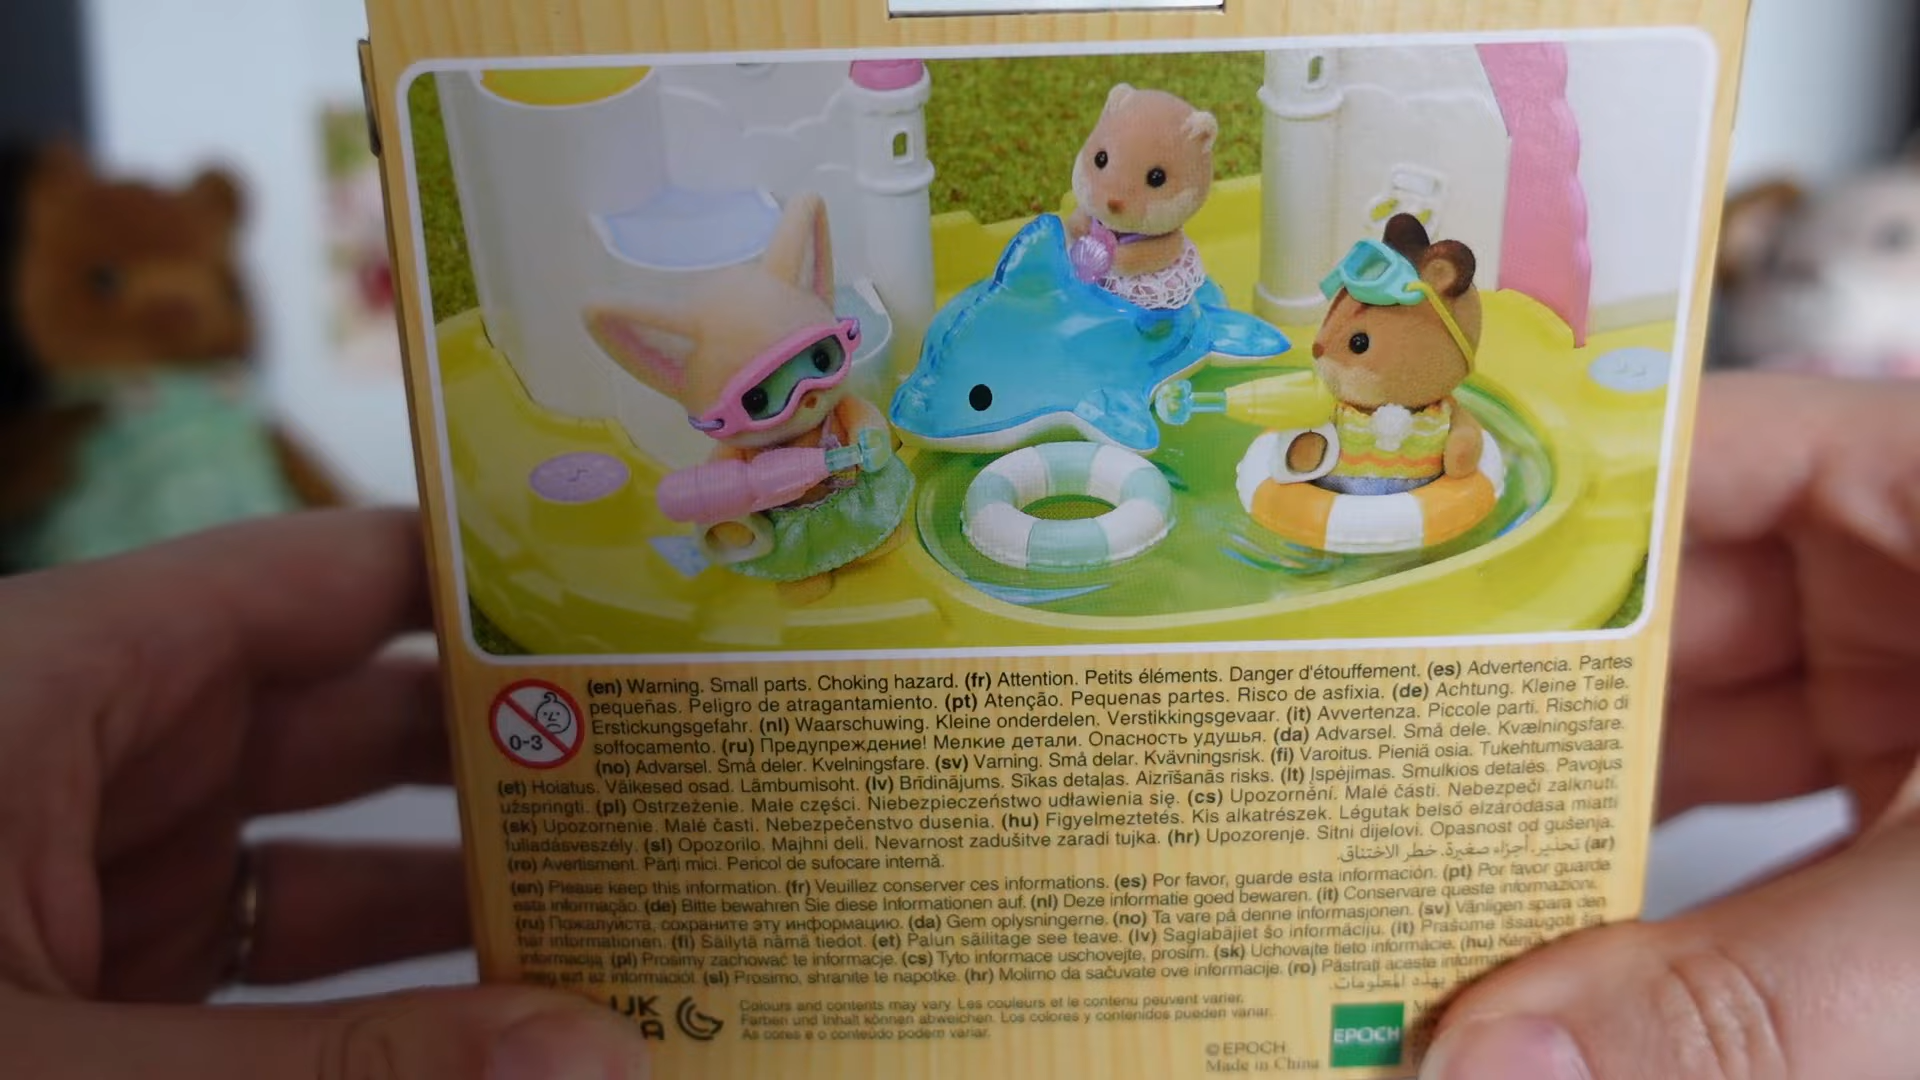 0-3
(en) Warning. Small parts. Choking hazard. (fr) Attention. Petits éléments. Danger d'étouffement. (es) Advertencia. Partes
pequeñas. Peligro de atragantamiento. (pt) Atenção. Pequenas partes. Risco de asfixia. (de) Achtung. Kleine Teile.
Erstickungsgefahr. (nl) Waarschuwing. Kleine onderdelen. Verstikkingsgevaar. (it) Avvertenza. Piccole parti. Rischio di
soffocamento. (ru) Предупреждение! Мелкие детали. Опасность удушья. (da) Advarsel. Små dele. Kvælningsfare.
(no) Advarsel. Små deler. Kvelningsfare. (sv) Varning. Små delar. Kvävningsrisk. (fi) Varoitus. Pieniä osia. Tukehtumisvaara.
(et) Hoiatus. Väikesed osad. Lämbumisoht. (lv) Brīdinājums. Sīkas detaļas. Aizrīšanās risks. (lt) Įspėjimas. Smulkios detalės. Pavojus
užspringti. (pl) Ostrzeżenie. Małe części. Niebezpieczeństwo udławienia się. (cs) Upozornění. Malé části. Nebezpečí zalknutí.
(sk) Upozornenie. Malé časti. Nebezpečenstvo dusenia. (hu) Figyelmeztetés. Kis alkatrészek. Légutak belső elzáródása miatti
fulladásveszély. (sl) Opozorilo. Majhni deli. Nevarnost zadušitve zaradi tujka. (hr) Upozorenje. Sitni dijelovi. Opasnost od gušenja.
(ro) Avertisment. Părți mici. Pericol de sufocare internă.
(ar) تحذير. أجزاء صغيرة. خطر الاختناق.
(en) Please keep this information. (fr) Veuillez conserver ces informations. (es) Por favor, guarde esta información. (pt) Por favor guarde
esta informação. (de) Bitte bewahren Sie diese Informationen auf. (nl) Deze informatie goed bewaren. (it) Conservare queste informazioni.
(ru) Пожалуйста, сохраните эту информацию. (da) Gem oplysningerne. (no) Ta vare på denne informasjonen. (sv) Vänligen spara den
här informationen. (fi) Säilytä nämä tiedot. (et) Palun säilitage see teave. (lv) Saglabājiet šo informāciju. (lt) Prašome išsaugoti šią
informaciją (pl) Prosimy zachować te informacje. (cs) Tyto informace uschovejte, prosím. (sk) Uchovajte tieto informácie. (hu)
meg ezt az információt. (sl) Prosimo, shranite te napotke. (hr) Molimo da sačuvate ove informacije. (ro) Păstrați aceste
بهذه المعلومات.
UK
CA
Colours and contents may vary. Les couleurs et le contenu peuvent varier.
Farben und Inhalt können abweichen. Los colores y contenidos pueden variar.
As cores e o conteúdo podem variar.
© EPOCH
Made in China
EPOCH